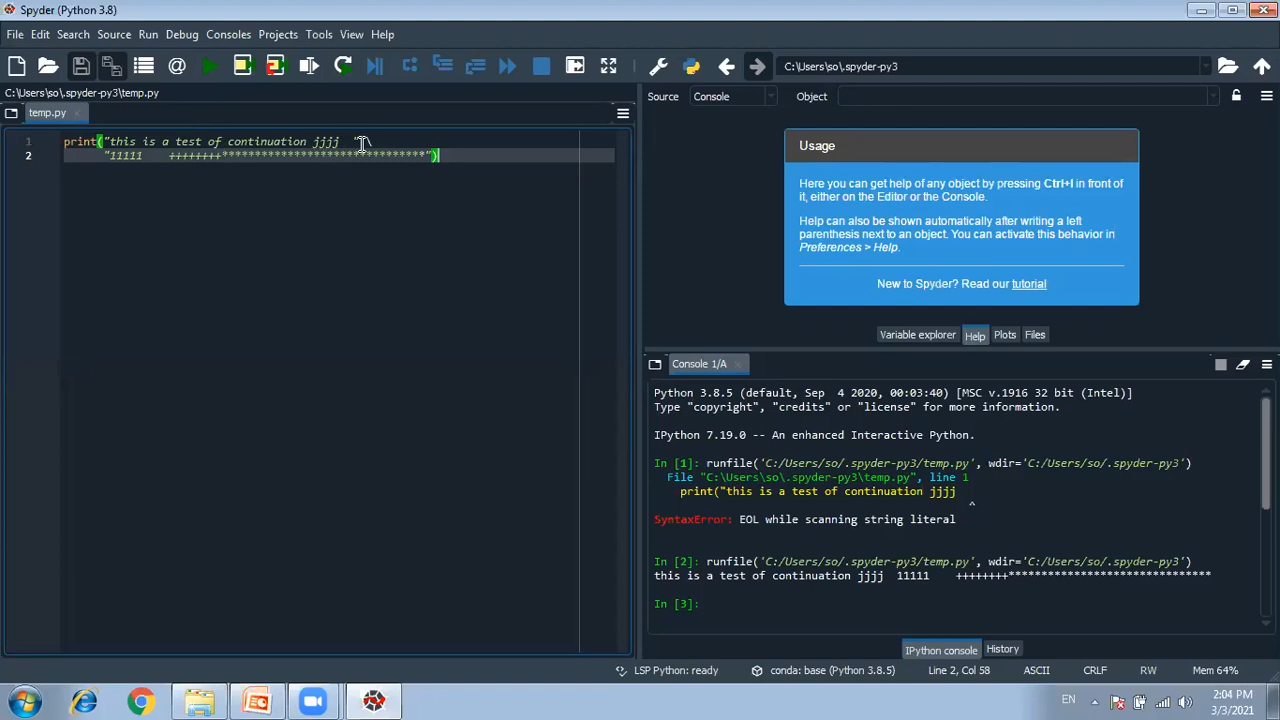 Spyder (Python 3.8)
File Edit Search Source Run Debug Consoles Projects Tools View Help
C:\Users\so\.spyder-py3
C:\Users\so\.spyder-py3\temp.py
temp.py
Source Console Object
1 print("this is a test of continuation jjjj  "\
2 "11111    ++++++++*******************************")
Usage
Here you can get help of any object by pressing Ctrl+I in front of
it, either on the Editor or the Console.
Help can also be shown automatically after writing a left
parenthesis next to an object. You can activate this behavior in
Preferences > Help.
New to Spyder? Read our tutorial
Variable explorer Help Plots Files
Console 1/A
Python 3.8.5 (default, Sep  4 2020, 00:03:40) [MSC v.1916 32 bit (Intel)]
Type "copyright", "credits" or "license" for more information.
IPython 7.19.0 -- An enhanced Interactive Python.
In [1]: runfile('C:/Users/so/.spyder-py3/temp.py', wdir='C:/Users/so/.spyder-py3')
File "C:\Users\so\.spyder-py3\temp.py", line 1
print("this is a test of continuation jjjj
^
SyntaxError: EOL while scanning string literal
In [2]: runfile('C:/Users/so/.spyder-py3/temp.py', wdir='C:/Users/so/.spyder-py3')
this is a test of continuation jjjj  11111    ++++++++*******************************
In [3]:
IPython console History
LSP Python: ready conda: base (Python 3.8.5) Line 2, Col 58 ASCII CRLF RW Mem 64%
EN 2:04 PM
3/3/2021